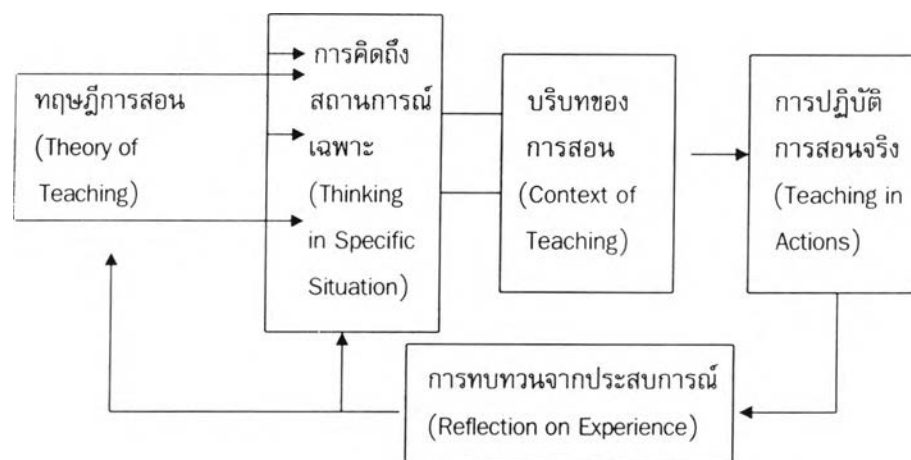 ทฤษฎีการสอน
(Theory of
Teaching)
การคิดถึง
สถานการณ์
เฉพาะ
(Thinking
in Specific
Situation)
บริบทของ
การสอน
(Context of
Teaching)
การปฏิบัติ
การสอนจริง
(Teaching in
Actions)
การทบทวนจากประสบการณ์
(Reflection on Experience)